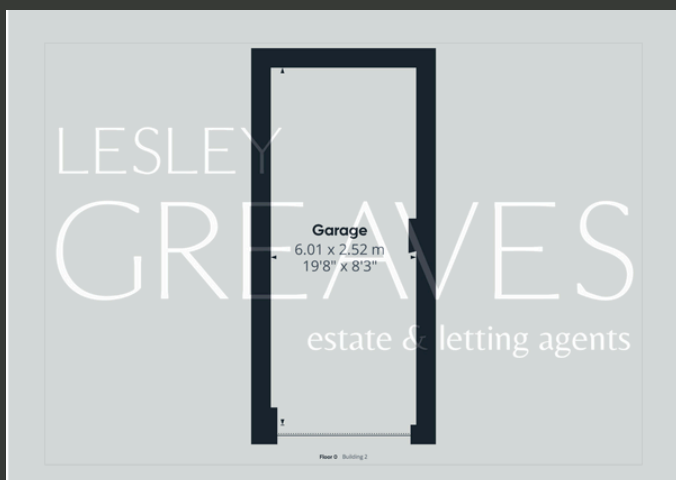 LESLEY
GREAVES
Garage
6.01 x 2.52 m
19'8" x 8'3"
estate & letting agents
Floor 0 Building 2